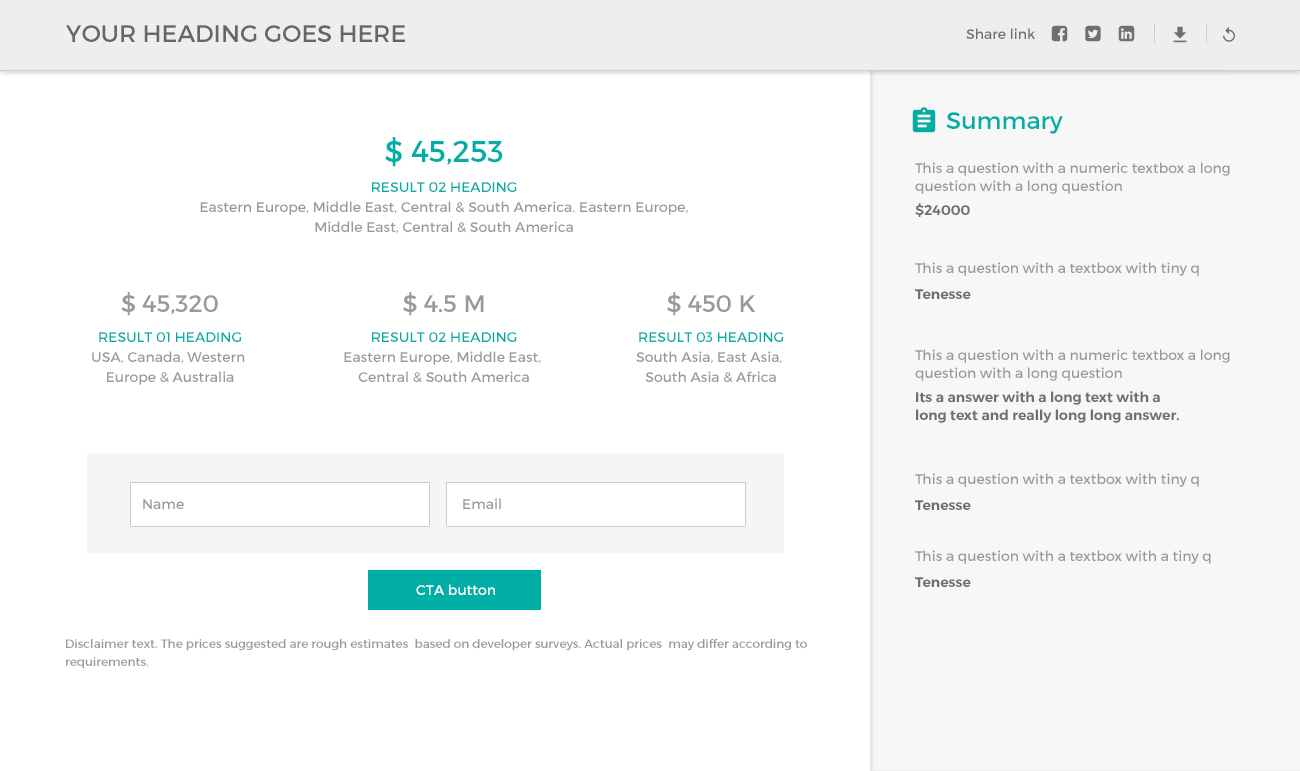 YOUR HEADING GOES HERE
Share link
$ 45,253
RESULT 02 HEADING
Eastern Europe, Middle East, Central & South America. Eastern Europe,
Middle East, Central & South America
$ 45,320
RESULT 01 HEADING
USA, Canada, Western
Europe & Australia
$ 4.5 M
RESULT 02 HEADING
Eastern Europe, Middle East,
Central & South America
$ 450 K
RESULT 03 HEADING
South Asia, East Asia,
South Asia & Africa
Name
Email
CTA button
Disclaimer text. The prices suggested are rough estimates based on developer surveys. Actual prices may differ according to
requirements.
Summary
This a question with a numeric textbox a long
question with a long question
$24000
This a question with a textbox with tiny q
Tenesse
This a question with a numeric textbox a long
question with a long question
Its a answer with a long text with a
long text and really long long answer.
This a question with a textbox with tiny q
Tenesse
This a question with a textbox with a tiny q
Tenesse